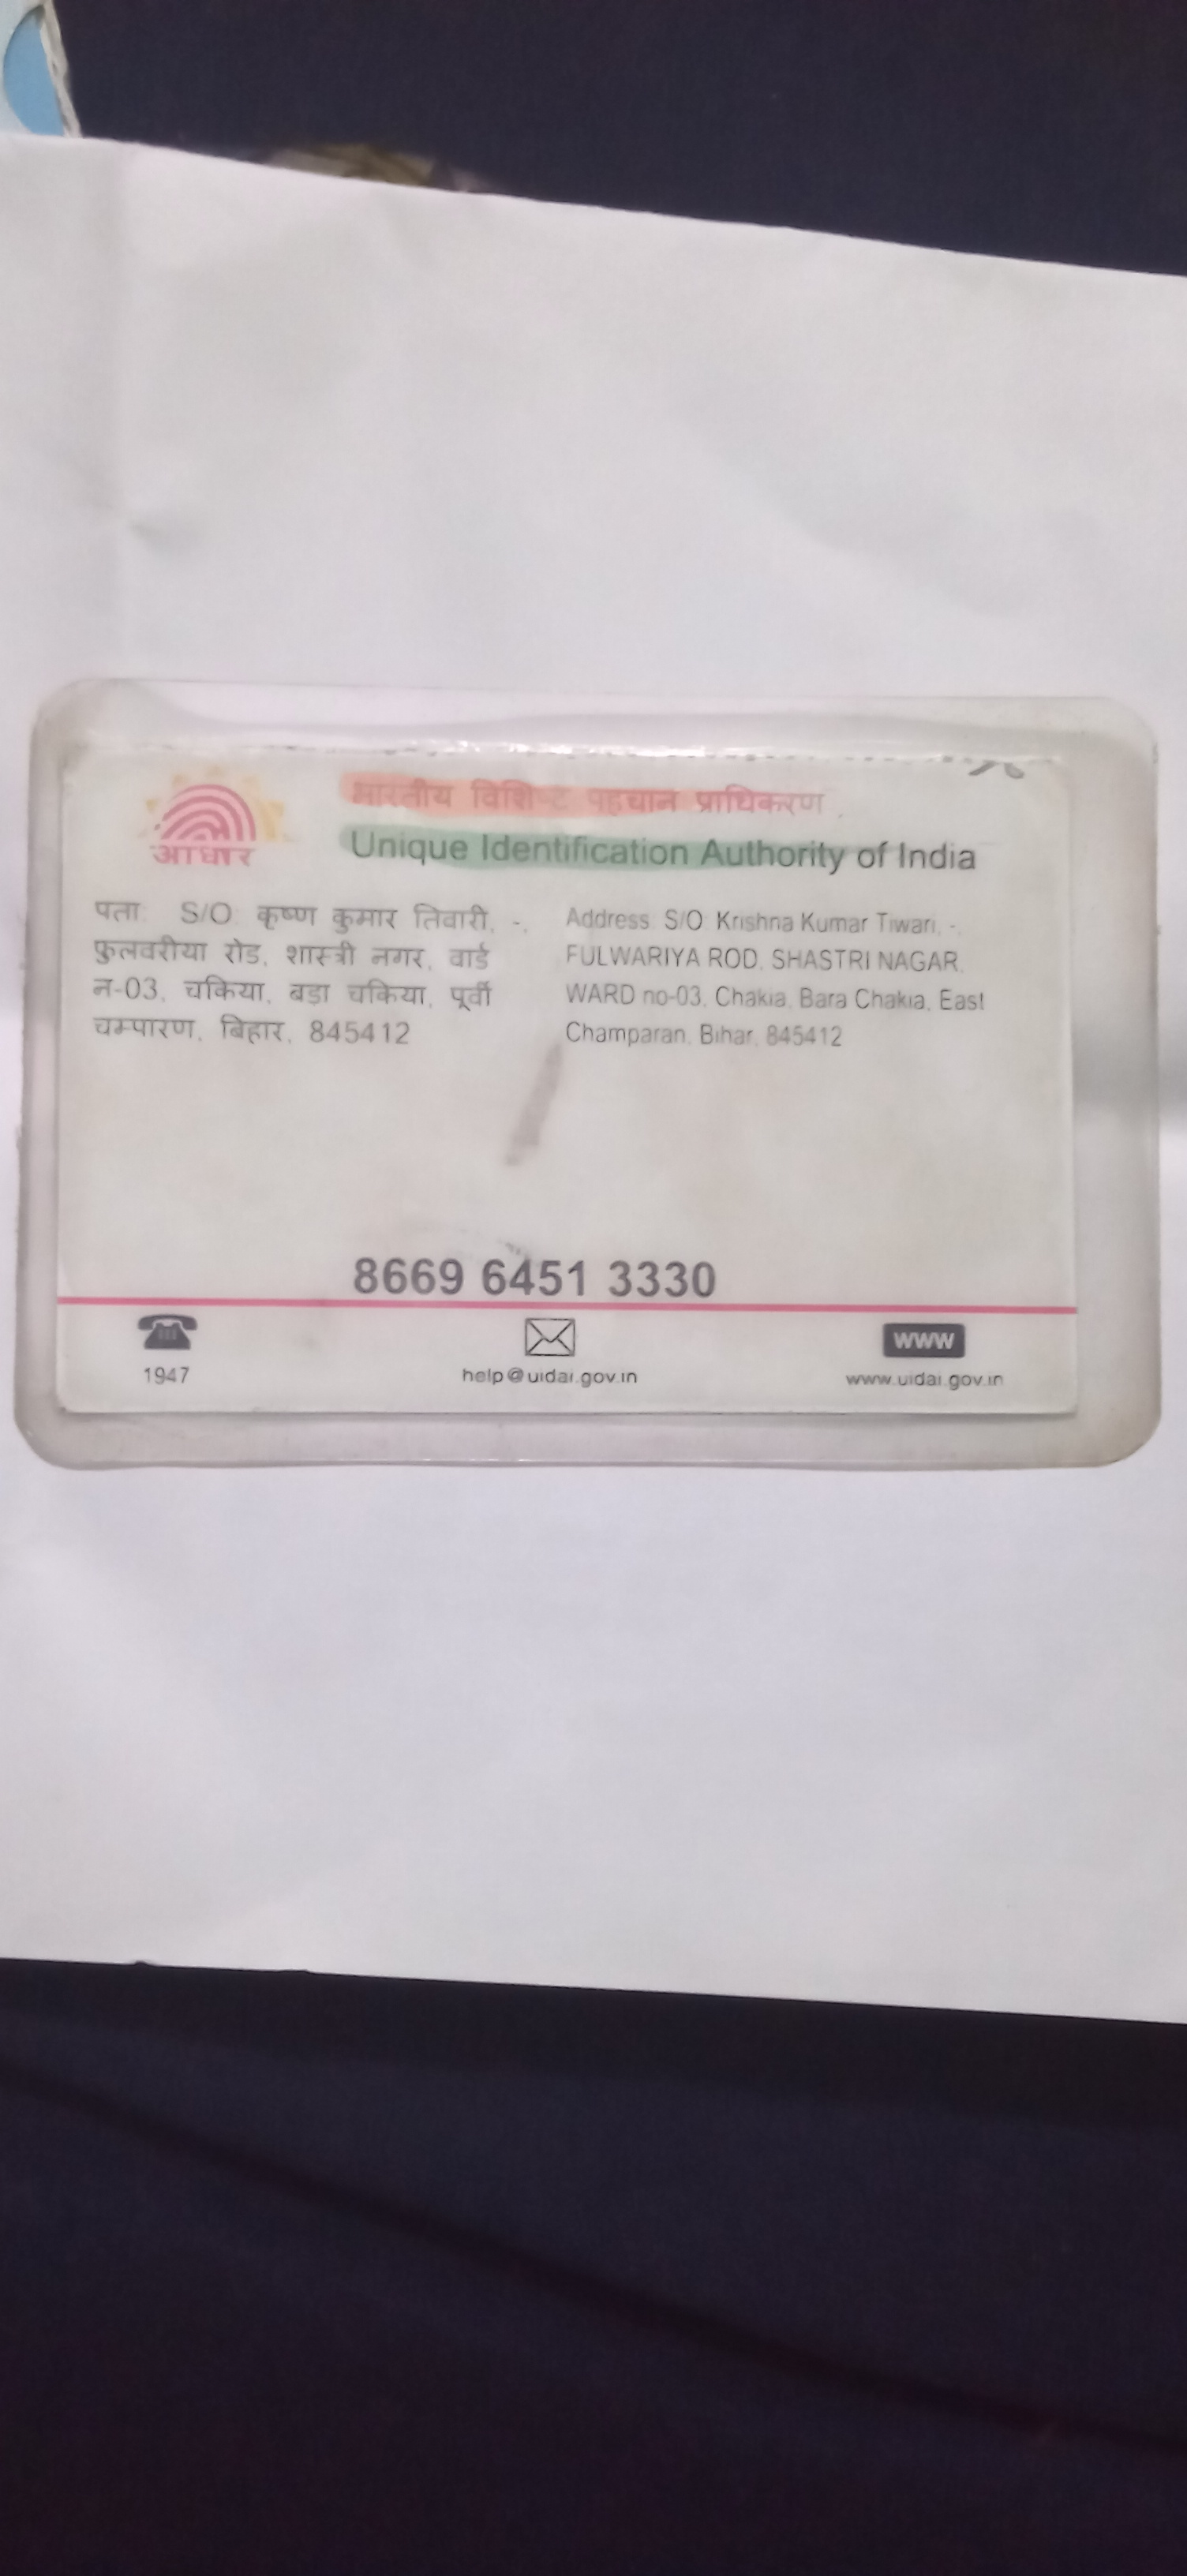 भारतीय विशिष्ट पहचान प्राधिकरण
Unique Identification Authority of India
आधार
पता: S/O: कृष्ण कुमार तिवारी, -,
फुलवरीया रोड, शास्त्री नगर, वार्ड
न-03, चकिया, बड़ा चकिया, पूर्वी
चम्पारण, बिहार, 845412
Address: S/O: Krishna Kumar Tiwari, -,
FULWARIYA ROD, SHASTRI NAGAR,
WARD no-03, Chakia, Bara Chakia, East
Champaran, Bihar, 845412
8669 6451 3330
1947
help@uidai.gov.in
WWW
www.uidai.gov.in